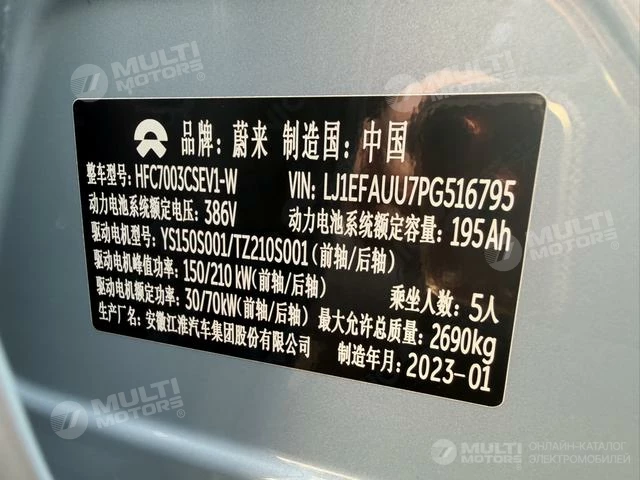 MULTI MOTORS
MULTI MOTORS
MULTI MOTORS
品牌: 蔚来 制造国: 中国
整车型号: HFC7003CSEV1-W VIN: LJ1EFAUU7PG516795
动力电池系统额定电压: 386V 动力电池系统额定容量: 195Ah
驱动电机型号: YS150S001/TZ210S001(前轴/后轴)
驱动电机峰值功率: 150/210kW(前轴/后轴)
驱动电机额定功率: 30/70kW(前轴/后轴) 乘坐人数: 5人
生产厂名: 安徽江淮汽车集团股份有限公司 最大允许总质量: 2690kg
制造年月: 2023-01
MULTI MOTORS
MULTI MOTORS ОНЛАЙН-КАТАЛОГ ЭЛЕКТРОМОБИЛЕЙ